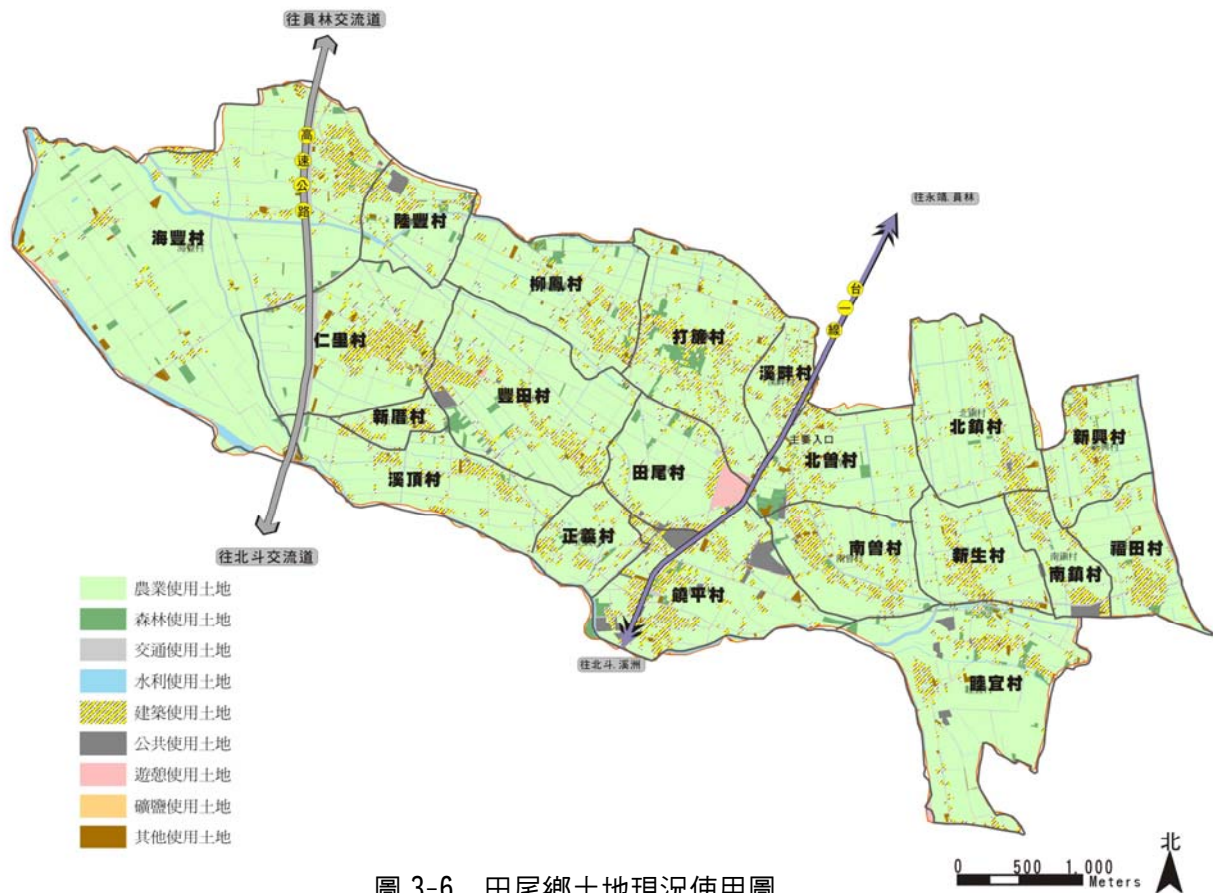 往員林交流道
高速公路
往永靖.員林
台一線
海豐村
陸豐村
柳鳳村
打簾村
溪畔村
仁里村
豐田村
新厝村
溪頂村
田尾村
主要入口
北曾村
北鎮村
新興村
正義村
饒平村
南曾村
新生村
南鎮村
福田村
睦宜村
往北斗交流道
往北斗.溪洲
農業使用土地
森林使用土地
交通使用土地
水利使用土地
建築使用土地
公共使用土地
遊憩使用土地
礦鹽使用土地
其他使用土地
北
0 500 1,000
Meters
圖 3-6 田尾鄉土地現況使用圖